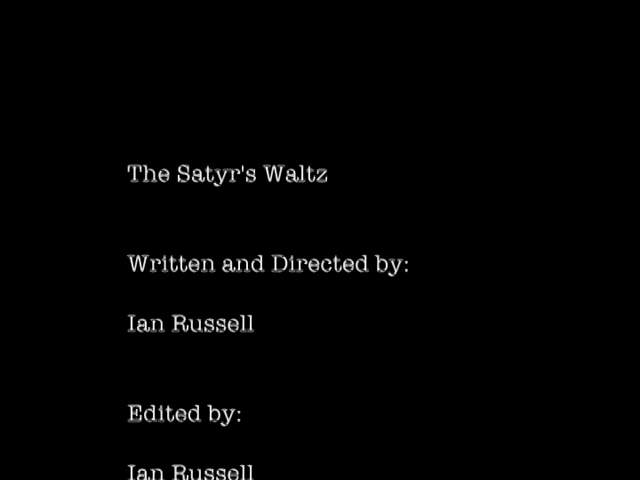 The Satyr's Waltz
Written and Directed by:
Ian Russell
Edited by:
Ian Russell